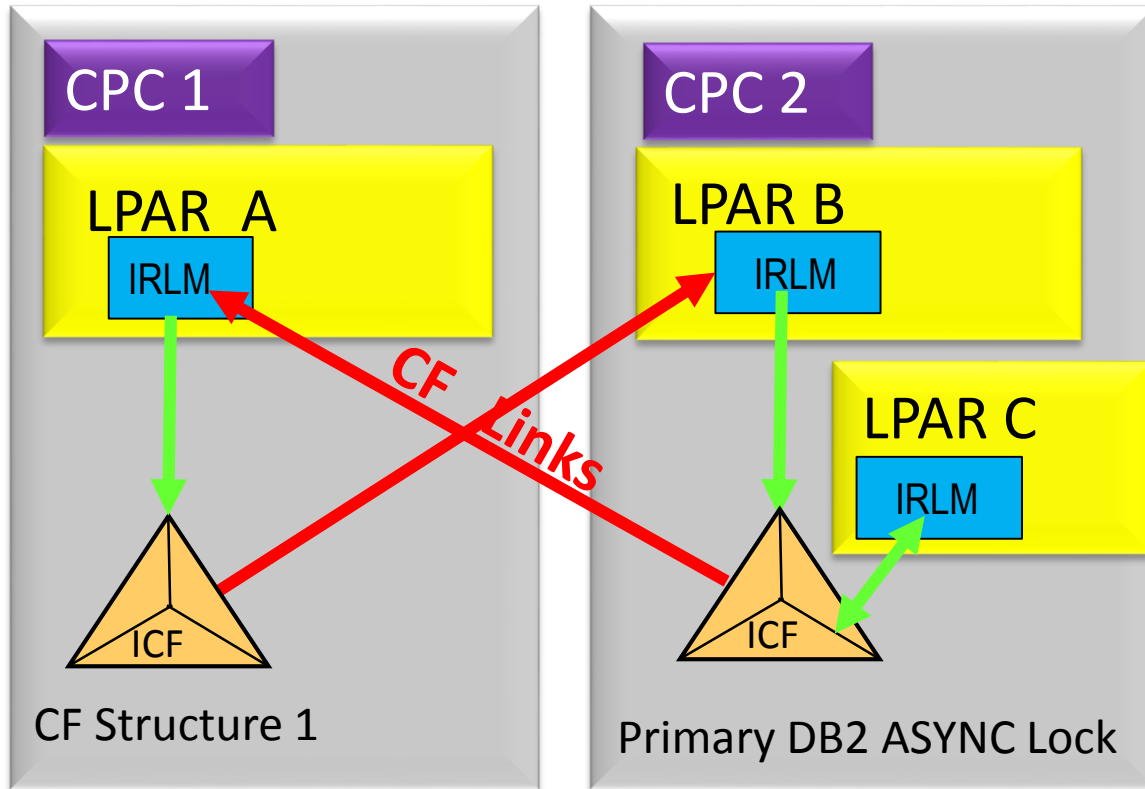 CPC 1
LPAR A
IRLM
ICF
CF Structure 1
CF Links
CPC 2
LPAR B
IRLM
LPAR C
IRLM
ICF
Primary DB2 ASYNC Lock